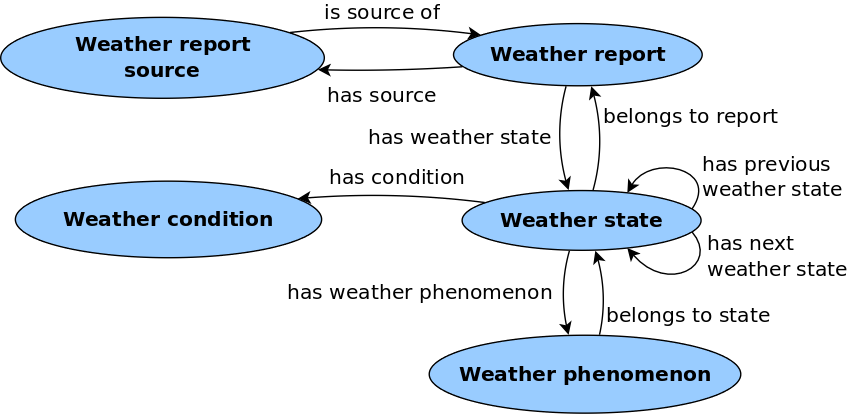 is source of
Weather report
source
Weather report
has source
belongs to report
has weather state
has previous
weather state
has condition
Weather condition
Weather state
has next
weather state
has weather phenomenon
belongs to state
Weather phenomenon